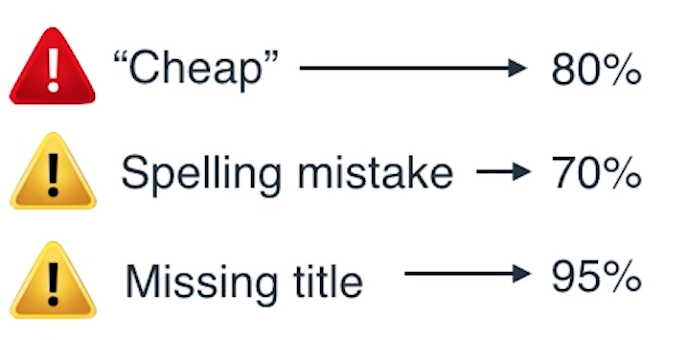 “Cheap” 80%
Spelling mistake 70%
Missing title 95%